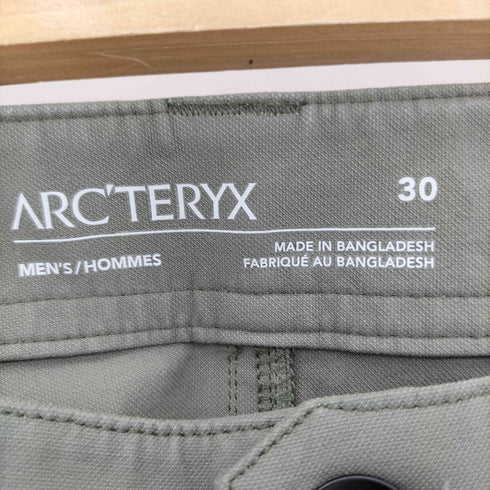 ARC'TERYX
30
MEN'S/HOMMES
MADE IN BANGLADESH
FABRIQUÉ AU BANGLADESH